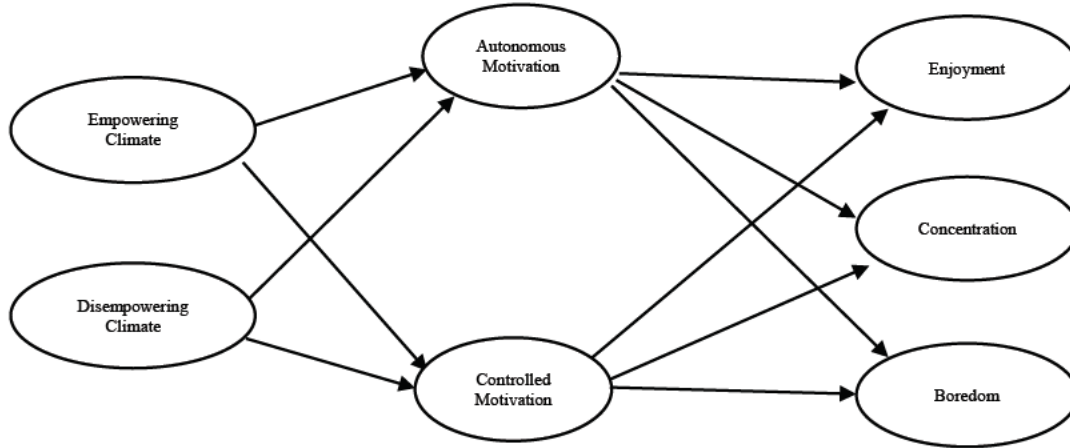 Autonomous
Motivation
Enjoyment
Empowering
Climate
Concentration
Disempowering
Climate
Controlled
Motivation
Boredom